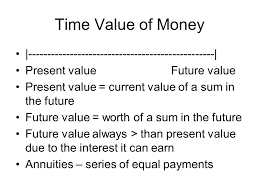 Time Value of Money
• |-------------------------------------------------|
• Present value Future value
• Present value = current value of a sum in
the future
• Future value = worth of a sum in the future
• Future value always > than present value
due to the interest it can earn
• Annuities – series of equal payments